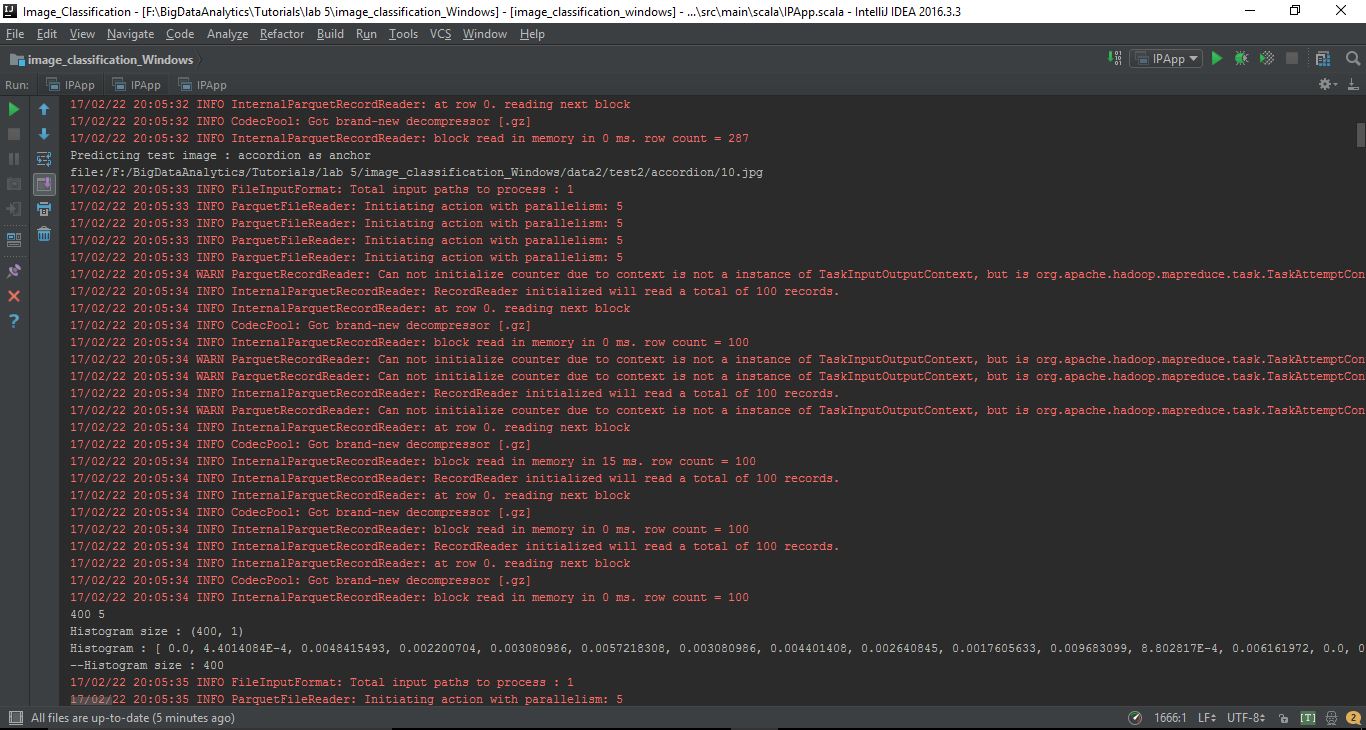 Image_Classification - [F:\BigDataAnalytics\Tutorials\lab 5\image_classification_Windows] - [image_classification_windows] - ...\src\main\scala\IPApp.scala - IntelliJ IDEA 2016.3.3
File Edit View Navigate Code Analyze Refactor Build Run Tools VCS Window Help
image_classification_Windows IPApp
Run: IPApp IPApp IPApp
17/02/22 20:05:32 INFO InternalParquetRecordReader: at row 0. reading next block
17/02/22 20:05:32 INFO CodecPool: Got brand-new decompressor [.gz]
17/02/22 20:05:32 INFO InternalParquetRecordReader: block read in memory in 0 ms. row count = 287
Predicting test image : accordion as anchor
file:/F:/BigDataAnalytics/Tutorials/lab 5/image_classification_Windows/data2/test2/accordion/10.jpg
17/02/22 20:05:33 INFO FileInputFormat: Total input paths to process : 1
17/02/22 20:05:33 INFO ParquetFileReader: Initiating action with parallelism: 5
17/02/22 20:05:33 INFO ParquetFileReader: Initiating action with parallelism: 5
17/02/22 20:05:33 INFO ParquetFileReader: Initiating action with parallelism: 5
17/02/22 20:05:33 INFO ParquetFileReader: Initiating action with parallelism: 5
17/02/22 20:05:34 WARN ParquetRecordReader: Can not initialize counter due to context is not a instance of TaskInputOutputContext, but is org.apache.hadoop.mapreduce.task.TaskAttemptCon
17/02/22 20:05:34 INFO InternalParquetRecordReader: RecordReader initialized will read a total of 100 records.
17/02/22 20:05:34 INFO InternalParquetRecordReader: at row 0. reading next block
17/02/22 20:05:34 INFO CodecPool: Got brand-new decompressor [.gz]
17/02/22 20:05:34 INFO InternalParquetRecordReader: block read in memory in 0 ms. row count = 100
17/02/22 20:05:34 WARN ParquetRecordReader: Can not initialize counter due to context is not a instance of TaskInputOutputContext, but is org.apache.hadoop.mapreduce.task.TaskAttemptCon
17/02/22 20:05:34 WARN ParquetRecordReader: Can not initialize counter due to context is not a instance of TaskInputOutputContext, but is org.apache.hadoop.mapreduce.task.TaskAttemptCon
17/02/22 20:05:34 INFO InternalParquetRecordReader: RecordReader initialized will read a total of 100 records.
17/02/22 20:05:34 WARN ParquetRecordReader: Can not initialize counter due to context is not a instance of TaskInputOutputContext, but is org.apache.hadoop.mapreduce.task.TaskAttemptCon
17/02/22 20:05:34 INFO InternalParquetRecordReader: at row 0. reading next block
17/02/22 20:05:34 INFO CodecPool: Got brand-new decompressor [.gz]
17/02/22 20:05:34 INFO InternalParquetRecordReader: block read in memory in 15 ms. row count = 100
17/02/22 20:05:34 INFO InternalParquetRecordReader: RecordReader initialized will read a total of 100 records.
17/02/22 20:05:34 INFO InternalParquetRecordReader: at row 0. reading next block
17/02/22 20:05:34 INFO CodecPool: Got brand-new decompressor [.gz]
17/02/22 20:05:34 INFO InternalParquetRecordReader: block read in memory in 0 ms. row count = 100
17/02/22 20:05:34 INFO InternalParquetRecordReader: RecordReader initialized will read a total of 100 records.
17/02/22 20:05:34 INFO InternalParquetRecordReader: at row 0. reading next block
17/02/22 20:05:34 INFO CodecPool: Got brand-new decompressor [.gz]
17/02/22 20:05:34 INFO InternalParquetRecordReader: block read in memory in 0 ms. row count = 100
400 5
Histogram size : (400, 1)
Histogram : [ 0.0, 4.4014084E-4, 0.0048415493, 0.002200704, 0.003080986, 0.0057218308, 0.003080986, 0.004401408, 0.002640845, 0.0017605633, 0.009683099, 8.802817E-4, 0.006161972, 0.0, 0
--Histogram size : 400
17/02/22 20:05:35 INFO FileInputFormat: Total input paths to process : 1
17/02/22 20:05:35 INFO ParquetFileReader: Initiating action with parallelism: 5
All files are up-to-date (5 minutes ago) 1666:1 LF UTF-8 [T] 2